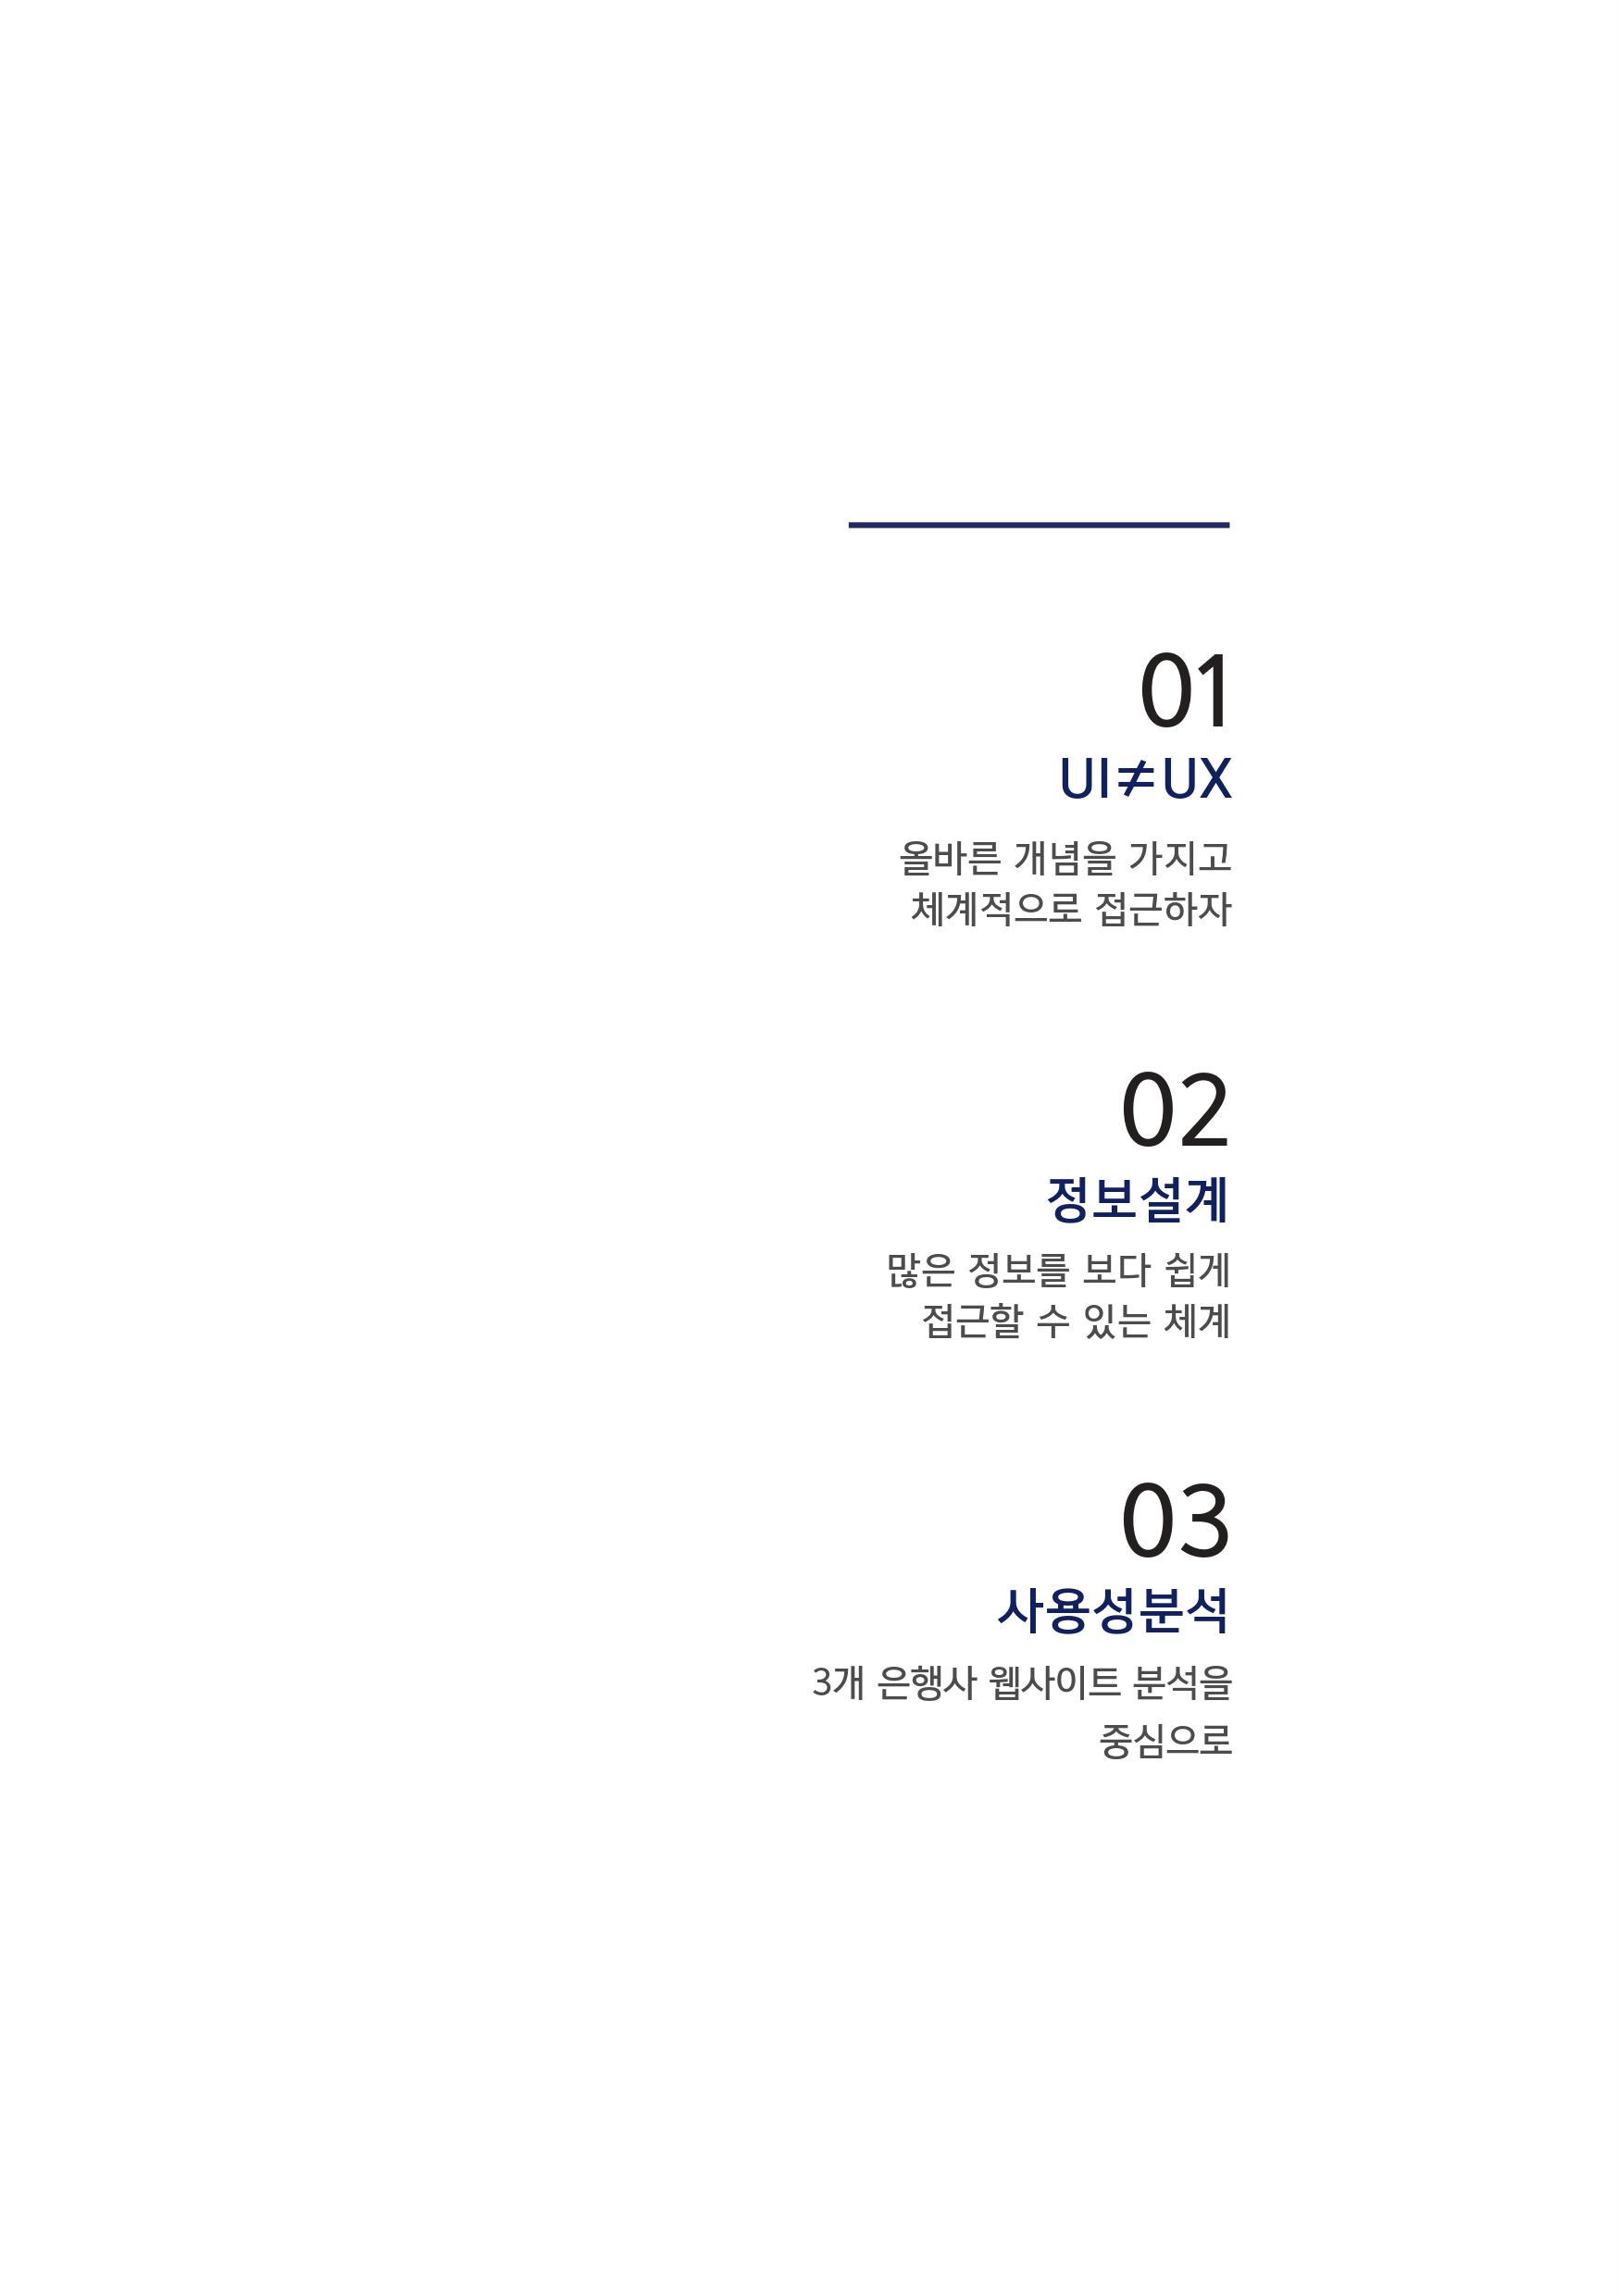 01
UI≠UX
올바른 개념을 가지고
체계적으로 접근하자
02
정보설계
많은 정보를 보다 쉽게
접근할 수 있는 체계
03
사용성분석
3개 은행사 웹사이트 분석을
중심으로